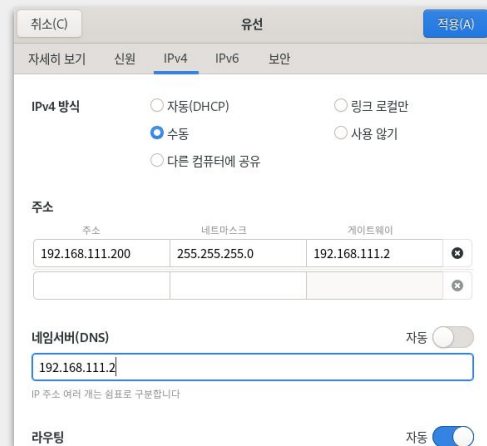 취소(C) 유선 적용(A)
자세히 보기 신원 IPv4 IPv6 보안
IPv4 방식 자동(DHCP) 링크 로컬만
수동 사용 않기
다른 컴퓨터에 공유
주소
주소 네트마스크 게이트웨이
192.168.111.200 255.255.255.0 192.168.111.2
네임서버(DNS) 자동
192.168.111.2
IP 주소 여러 개는 쉼표로 구분합니다
라우팅 자동